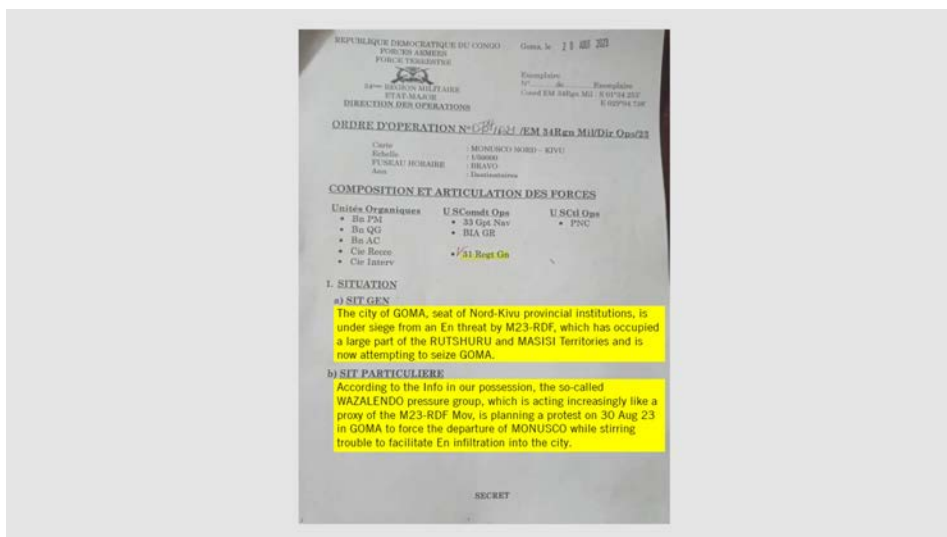 REPUBLIQUE DEMOCRATIQUE DU CONGO
FORCES ARMEES
FORCE TERRESTRE
34ème REGION MILITAIRE
ETAT-MAJOR
DIRECTION DES OPERATIONS
Goma, le AOU 2023
Exemplaire
N° de Exemplaire
Coord EM 34Rgn Mil
ORDRE D'OPERATION N° /EM 34Rgn Mil/Dir Ops/23
Carte : MONUSCO NORD - KIVU
Echelle
FUSEAU HORAIRE : BRAVO
: Destinataires
COMPOSITION ET ARTICULATION DES FORCES
Unités Organiques
• Bn PM
• Bn QG
• Bn AC
• Cie Recce
• Cie Interv
U SComdt Ops
• 33 Gpt Nav
• BIA GR
• 31 Regt Gn
U SCtl Ops
• PNC
1. SITUATION
a) SIT GEN
The city of GOMA, seat of Nord-Kivu provincial institutions, is
under siege from an En threat by M23-RDF, which has occupied
a large part of the RUTSHURU and MASISI Territories and is
now attempting to seize GOMA.
b) SIT PARTICULIERE
According to the Info in our possession, the so-called
WAZALENDO pressure group, which is acting increasingly like a
proxy of the M23-RDF Mov, is planning a protest on 30 Aug 23
in GOMA to force the departure of MONUSCO while stirring
trouble to facilitate En infiltration into the city.
SECRET